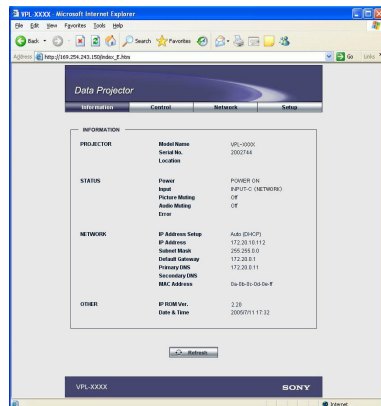 VPL XXXX - Microsoft Internet Explorer
File Edit View Favorites Tools Help
Back Search Favorites
Address http://169.254.243.150/index_E.htm Go Links
Data Projector
Information Control Network Setup
INFORMATION
PROJECTOR Model Name VPL-XXXX
Serial No. 2002744
Location
STATUS Power POWER ON
Input INPUT-C (NETWORK)
Picture Muting Off
Audio Muting Off
Error
NETWORK IP Address Setup Auto (DHCP)
IP Address 172.20.10.112
Subnet Mask 255.255.0.0
Default Gateway 172.20.0.1
Primary DNS 172.20.0.11
Secondary DNS
MAC Address 0a-0b-0c-0d-0e-ff
OTHER IP ROM Ver. 2.20
Date & Time 2005/7/11 17:32
Refresh
VPL-XXXX SONY
Internet